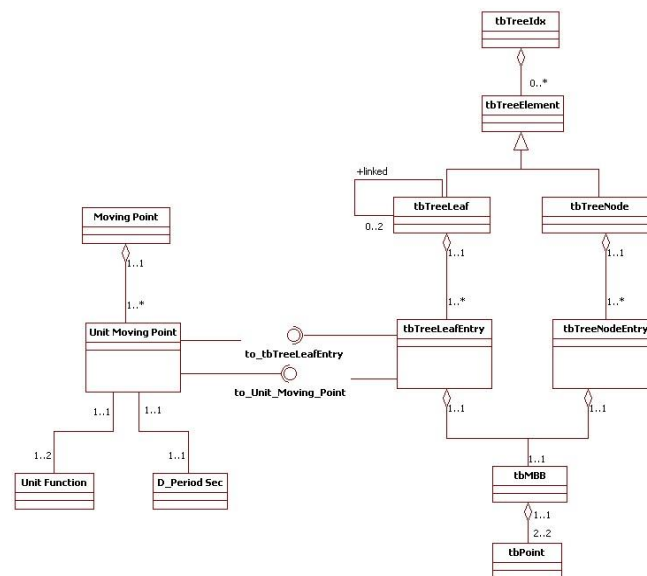 tbTreeIdx
0..*
tbTreeElement
+linked
tbTreeLeaf
tbTreeNode
0..2
Moving Point
1..1
1..1
1..1
1..*
1..*
1..*
Unit Moving Point
tbTreeLeafEntry
tbTreeNodeEntry
to_tbTreeLeafEntry
to_Unit_Moving_Point
1..1
1..1
1..1
1..1
1..2
1..1
1..1
Unit Function
D_Period Sec
tbMBB
1..1
2..2
tbPoint